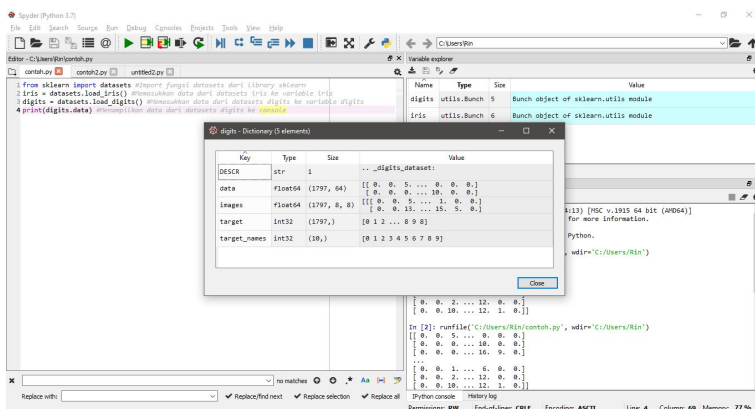 Spyder (Python 3.7)
File Edit Search Source Run Debug Consoles Projects Tools View Help
C:\Users\Rin
Editor - C:\Users\Rin\contoh.py
contoh.py contoh2.py untitled2.py
1 from sklearn import datasets #Import fungsi datasets dari Library sklearn
2 iris = datasets.load_iris() #Memasukkan data dari datasets iris ke variable iris
3 digits = datasets.load_digits() #Memasukkan data dari datasets digits ke variable digits
4 print(digits.data) #Menampilkan data dari datasets digits ke console
Variable explorer
Name Type Size Value
digits utils.Bunch 5 Bunch object of sklearn.utils module
iris utils.Bunch 6 Bunch object of sklearn.utils module
digits - Dictionary (5 elements)
Key Type Size Value
DESCR str 1 .. _digits_dataset:
data float64 (1797, 64) [[ 0. 0. 5. ... 0. 0. 0.]
[ 0. 0. 0. ... 10. 0. 0.]
images float64 (1797, 8, 8) [[[ 0. 0. 5. ... 1. 0. 0.]
[ 0. 0. 13. ... 15. 5. 0.]
target int32 (1797,) [0 1 2 ... 8 9 8]
target_names int32 (10,) [0 1 2 3 4 5 6 7 8 9]
Close
4:13) [MSC v.1915 64 bit (AMD64)]
for more information.
Python.
, wdir='C:/Users/Rin')
[ 0. 0. 2. ... 12. 0. 0.]
[ 0. 0. 10. ... 12. 1. 0.]]
In [2]: runfile('C:/Users/Rin/contoh.py', wdir='C:/Users/Rin')
[[ 0. 0. 5. ... 0. 0. 0.]
[ 0. 0. 0. ... 10. 0. 0.]
[ 0. 0. 0. ... 16. 9. 0.]
...
[ 0. 0. 1. ... 6. 0. 0.]
[ 0. 0. 2. ... 12. 0. 0.]
[ 0. 0. 10. ... 12. 1. 0.]]
no matches Aa
Replace with: Replace/find next Replace selection Replace all
IPython console History log
Permissions: RW End-of-lines: CRLF Encoding: ASCII Line: 4 Column: 69 Memory: 77 %